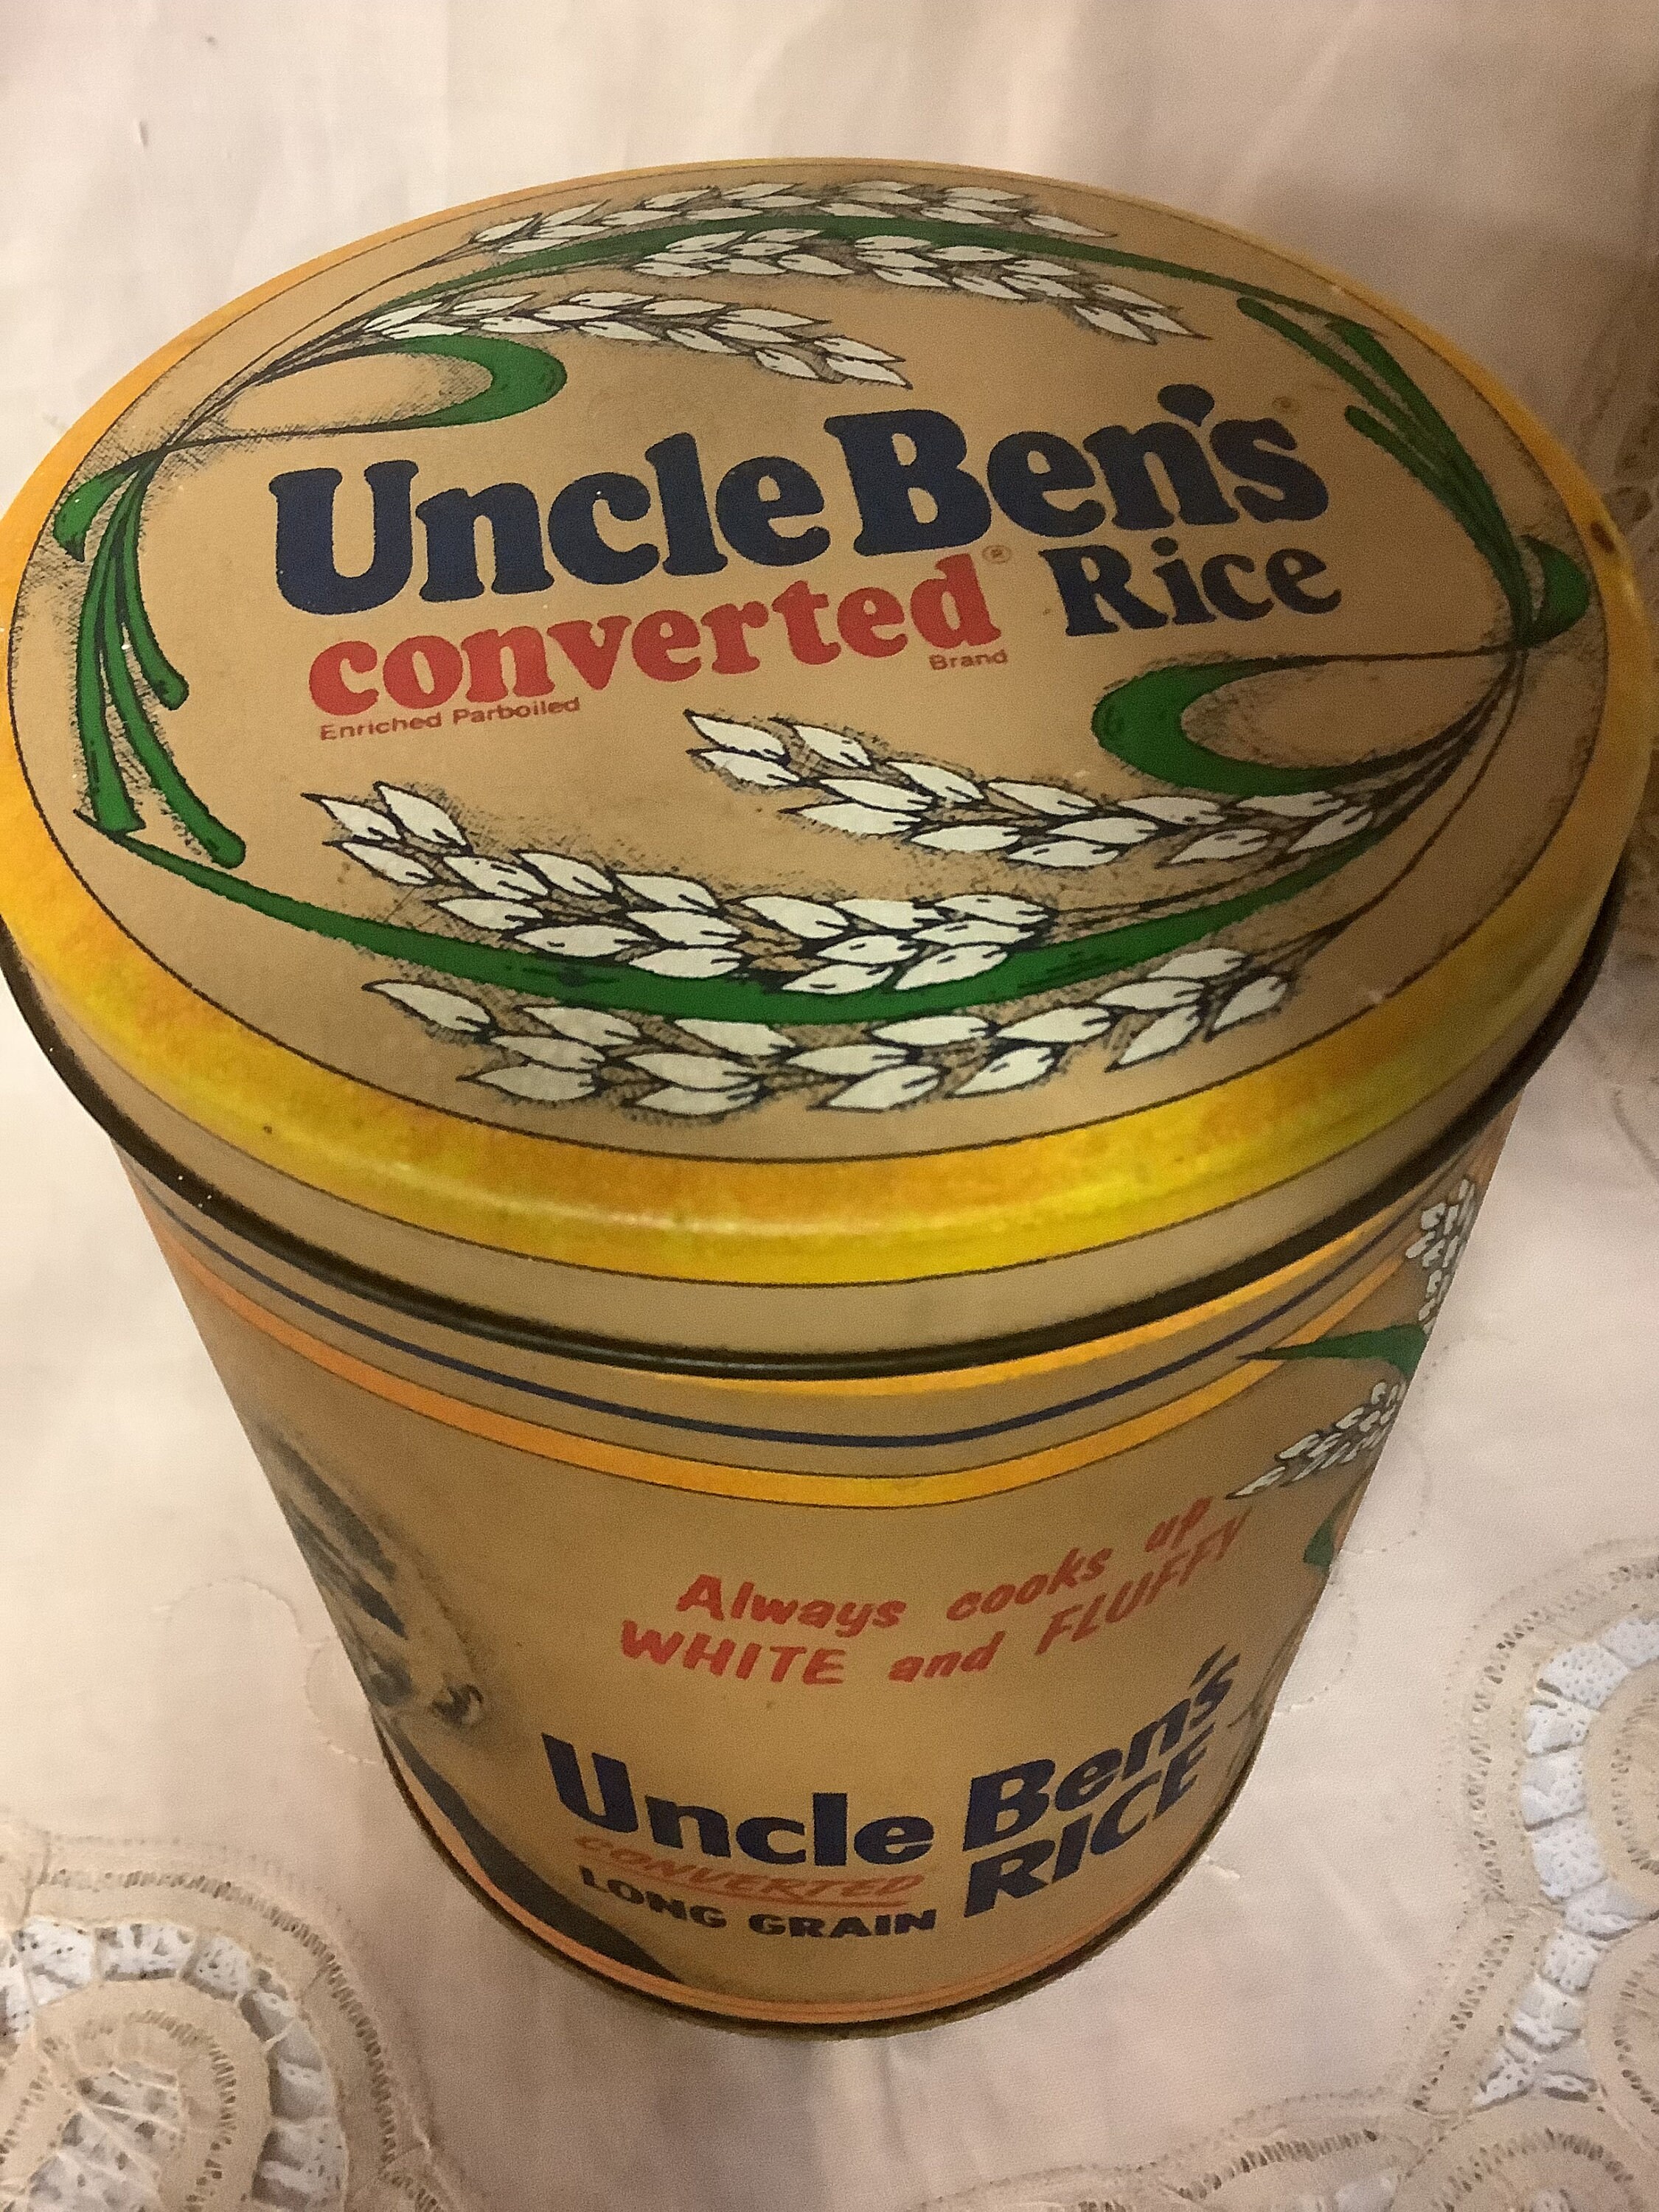 Uncle Ben's®
converted® Rice
Brand
Enriched Parboiled
Always cooks up
WHITE and FLUFFY
Uncle Ben's
CONVERTED
LONG GRAIN RICE